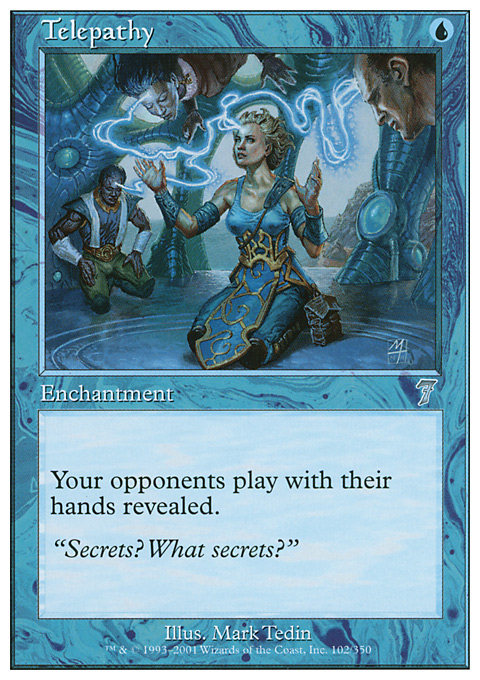 Telepathy
Enchantment
Your opponents play with their
hands revealed.
“Secrets? What secrets?”
Illus. Mark Tedin
™ & © 1993–2001 Wizards of the Coast, Inc. 102/350